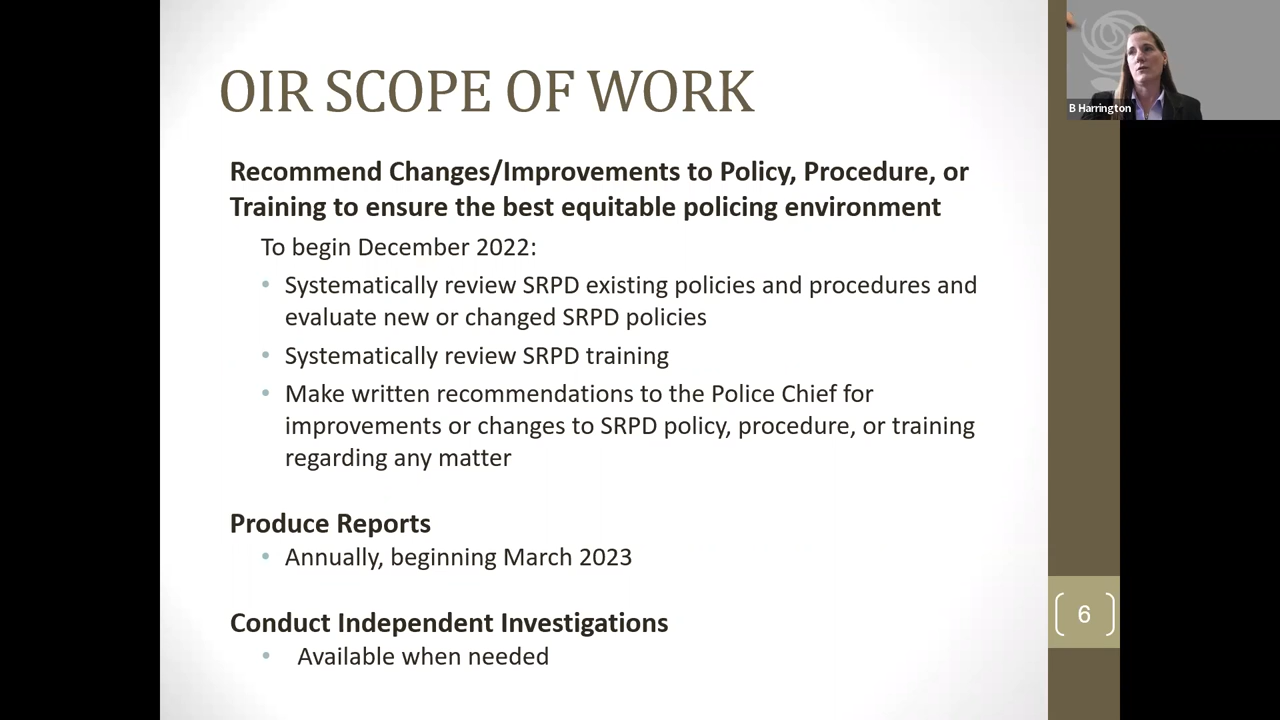 OIR SCOPE OF WORK
B Harrington
Recommend Changes/Improvements to Policy, Procedure, or
Training to ensure the best equitable policing environment
To begin December 2022:
• Systematically review SRPD existing policies and procedures and
evaluate new or changed SRPD policies
• Systematically review SRPD training
• Make written recommendations to the Police Chief for
improvements or changes to SRPD policy, procedure, or training
regarding any matter
Produce Reports
• Annually, beginning March 2023
Conduct Independent Investigations
• Available when needed
6